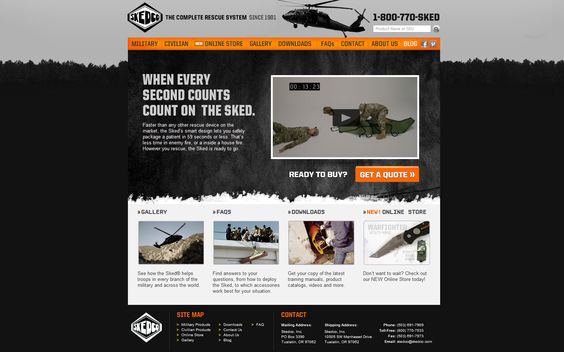 SKEDCO
THE COMPLETE RESCUE SYSTEM SINCE 1981
1-800-770-SKED
Product Name or SKU
MILITARY CIVILIAN NEW ONLINE STORE GALLERY DOWNLOADS FAQs CONTACT ABOUT US BLOG
WHEN EVERY
SECOND COUNTS
COUNT ON THE SKED.
Faster than any other rescue device on the
market, the Sked's smart design lets you safely
package a patient in 59 seconds or less. That's
less time in enemy fire, or a inside a house fire.
However you rescue, the Sked is ready to go.
00:13:23
READY TO BUY? GET A QUOTE »
» GALLERY
See how the Sked® helps
troops in every branch of the
military and across the world.
» FAQS
Find answers to your
questions, from how to deploy
the Sked, to which accessories
work best for your situation.
» DOWNLOADS
Get your copy of the latest
training manuals, product
catalogs, videos and more.
» NEW! ONLINE STORE
WARFIGHTER
Don't want to wait? Check out
our NEW Online Store today!
SKEDCO
SITE MAP
> Military Products > Downloads > FAQ
> Civilian Products > Contact Us
> Online Store > About Us
> Gallery > Blog
CONTACT
Mailing Address:
Skedco, Inc.
PO Box 3390
Tualatin, OR 97062
Shipping Address:
Skedco, Inc.
10505 SW Manhasset Drive
Tualatin, OR 97062
Phone: (503) 691-7909
Toll-Free: (800) 770-7533
Fax: (503) 691-7973
Email: skedco@skedco.com